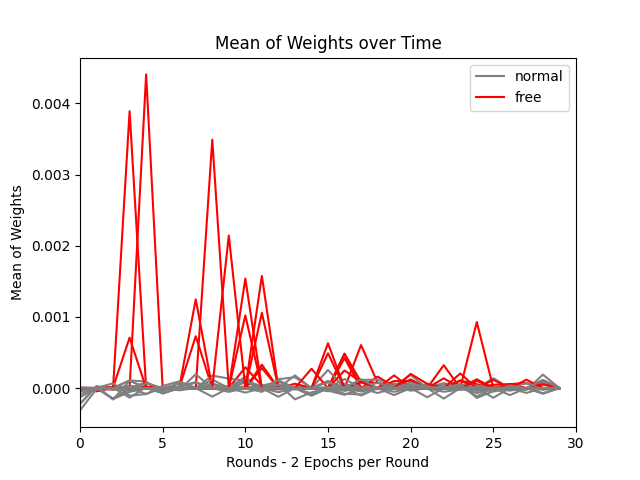 Mean of Weights over Time
normal
free
Mean of Weights
0.004
0.003
0.002
0.001
0.000
0 5 10 15 20 25 30
Rounds - 2 Epochs per Round